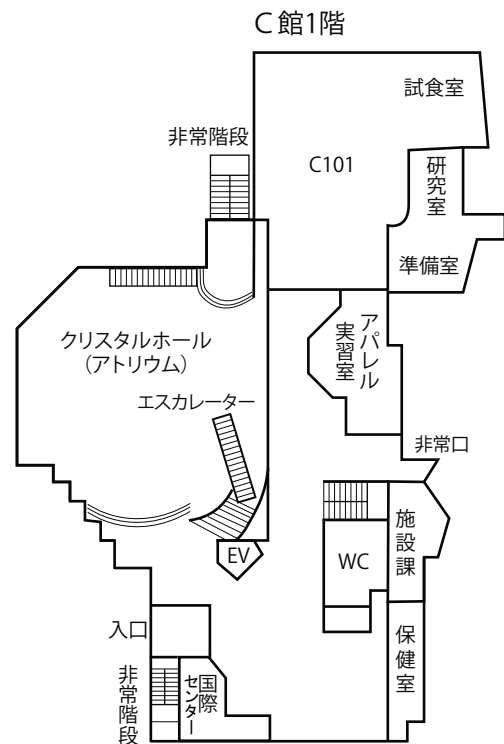 C館1階
試食室
非常階段
C101
研究室
準備室
クリスタルホール
（アトリウム）
アパレル
実習室
エスカレーター
非常口
EV
WC
施設課
入口
保健室
非常階段
国際
センター